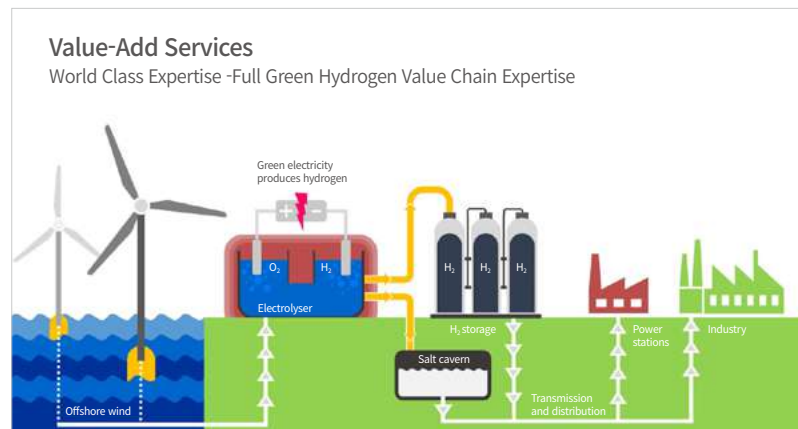 Value-Add Services
World Class Expertise -Full Green Hydrogen Value Chain Expertise
Green electricity
produces hydrogen
+ −
O₂
H₂
Electrolyser
H₂
H₂
H₂
H₂ storage
Power
stations
Industry
Salt cavern
Offshore wind
Transmission
and distribution